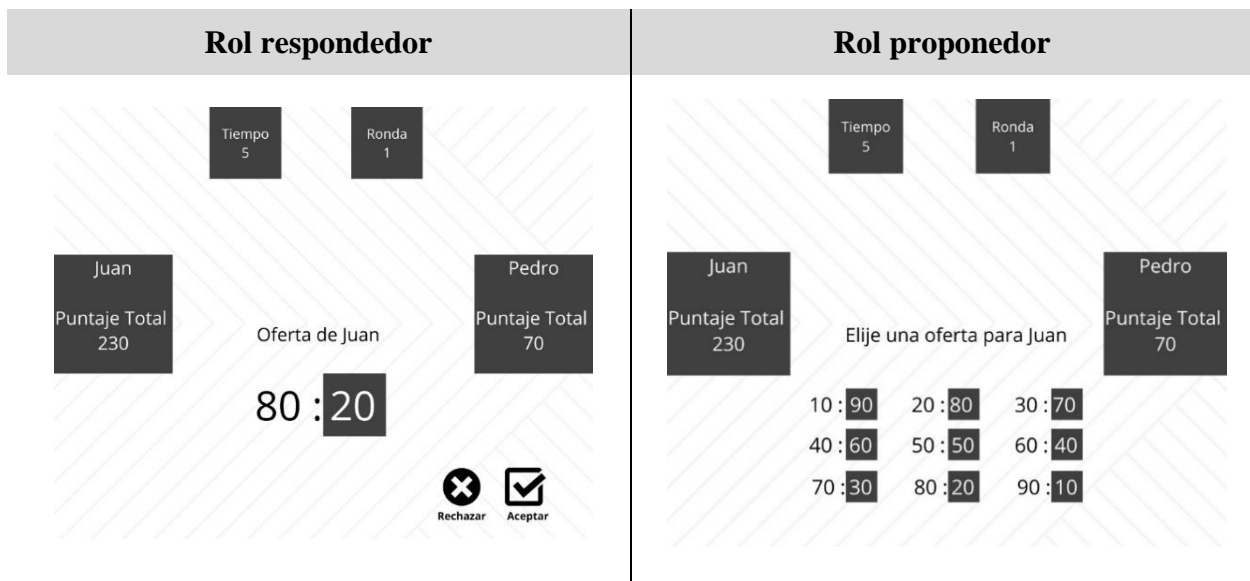 Rol respondedor
Tiempo
5
Ronda
1
Juan
Puntaje Total
230
Pedro
Puntaje Total
70
Oferta de Juan
80 : 20
Rechazar
Aceptar
Rol proponedor
Tiempo
5
Ronda
1
Juan
Puntaje Total
230
Pedro
Puntaje Total
70
Elije una oferta para Juan
10 : 90 20 : 80 30 : 70
40 : 60 50 : 50 60 : 40
70 : 30 80 : 20 90 : 10